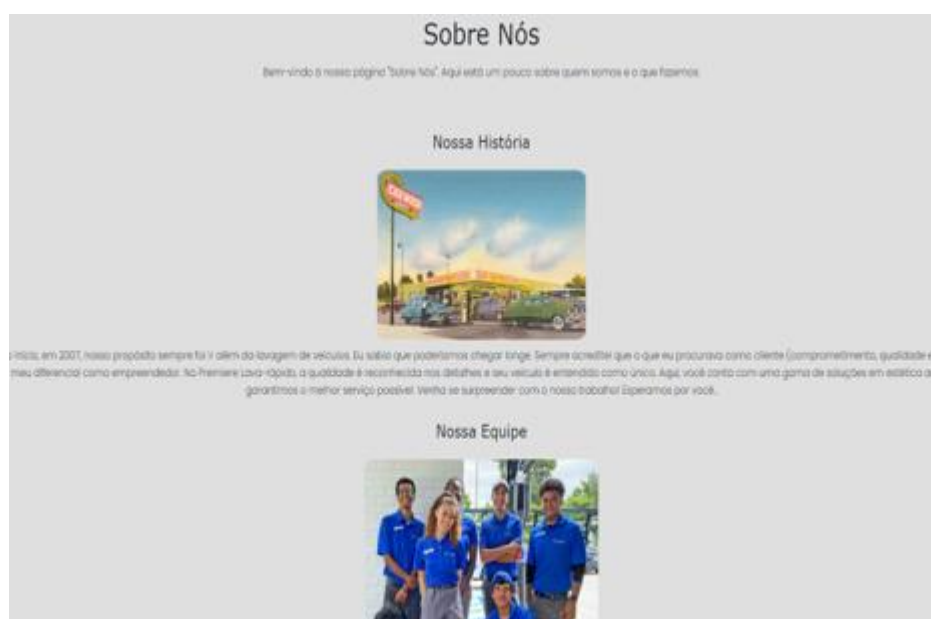 Sobre Nós
Bem-vindo à nossa página "Sobre Nós". Aqui está um pouco sobre quem somos e o que fazemos.
Nossa História
início, em 2007, nosso propósito sempre foi ir além da lavagem de veículos. Eu sabia que poderíamos chegar longe. Sempre acreditei que o que eu procurava como cliente (comprometimento, qualidade e
meu diferencial como empreendedor. No Premiere Lava-rápido, a qualidade é reconhecida nos detalhes e seu veículo é entendido como único. Aqui, você conta com uma gama de soluções em estética
garantimos o melhor serviço possível. Venha se surpreender com o nosso trabalho! Esperamos por você.
Nossa Equipe